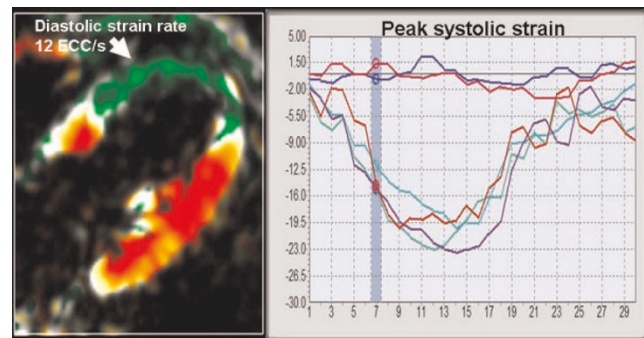 Diastolic strain rate
12 ECC/s
Peak systolic strain
5.00
1.50
-2.00
-5.50
-9.00
-12.5
-16.0
-19.5
-23.0
-26.5
-30.0
1 3 5 7 9 11 13 15 17 19 21 23 25 27 29